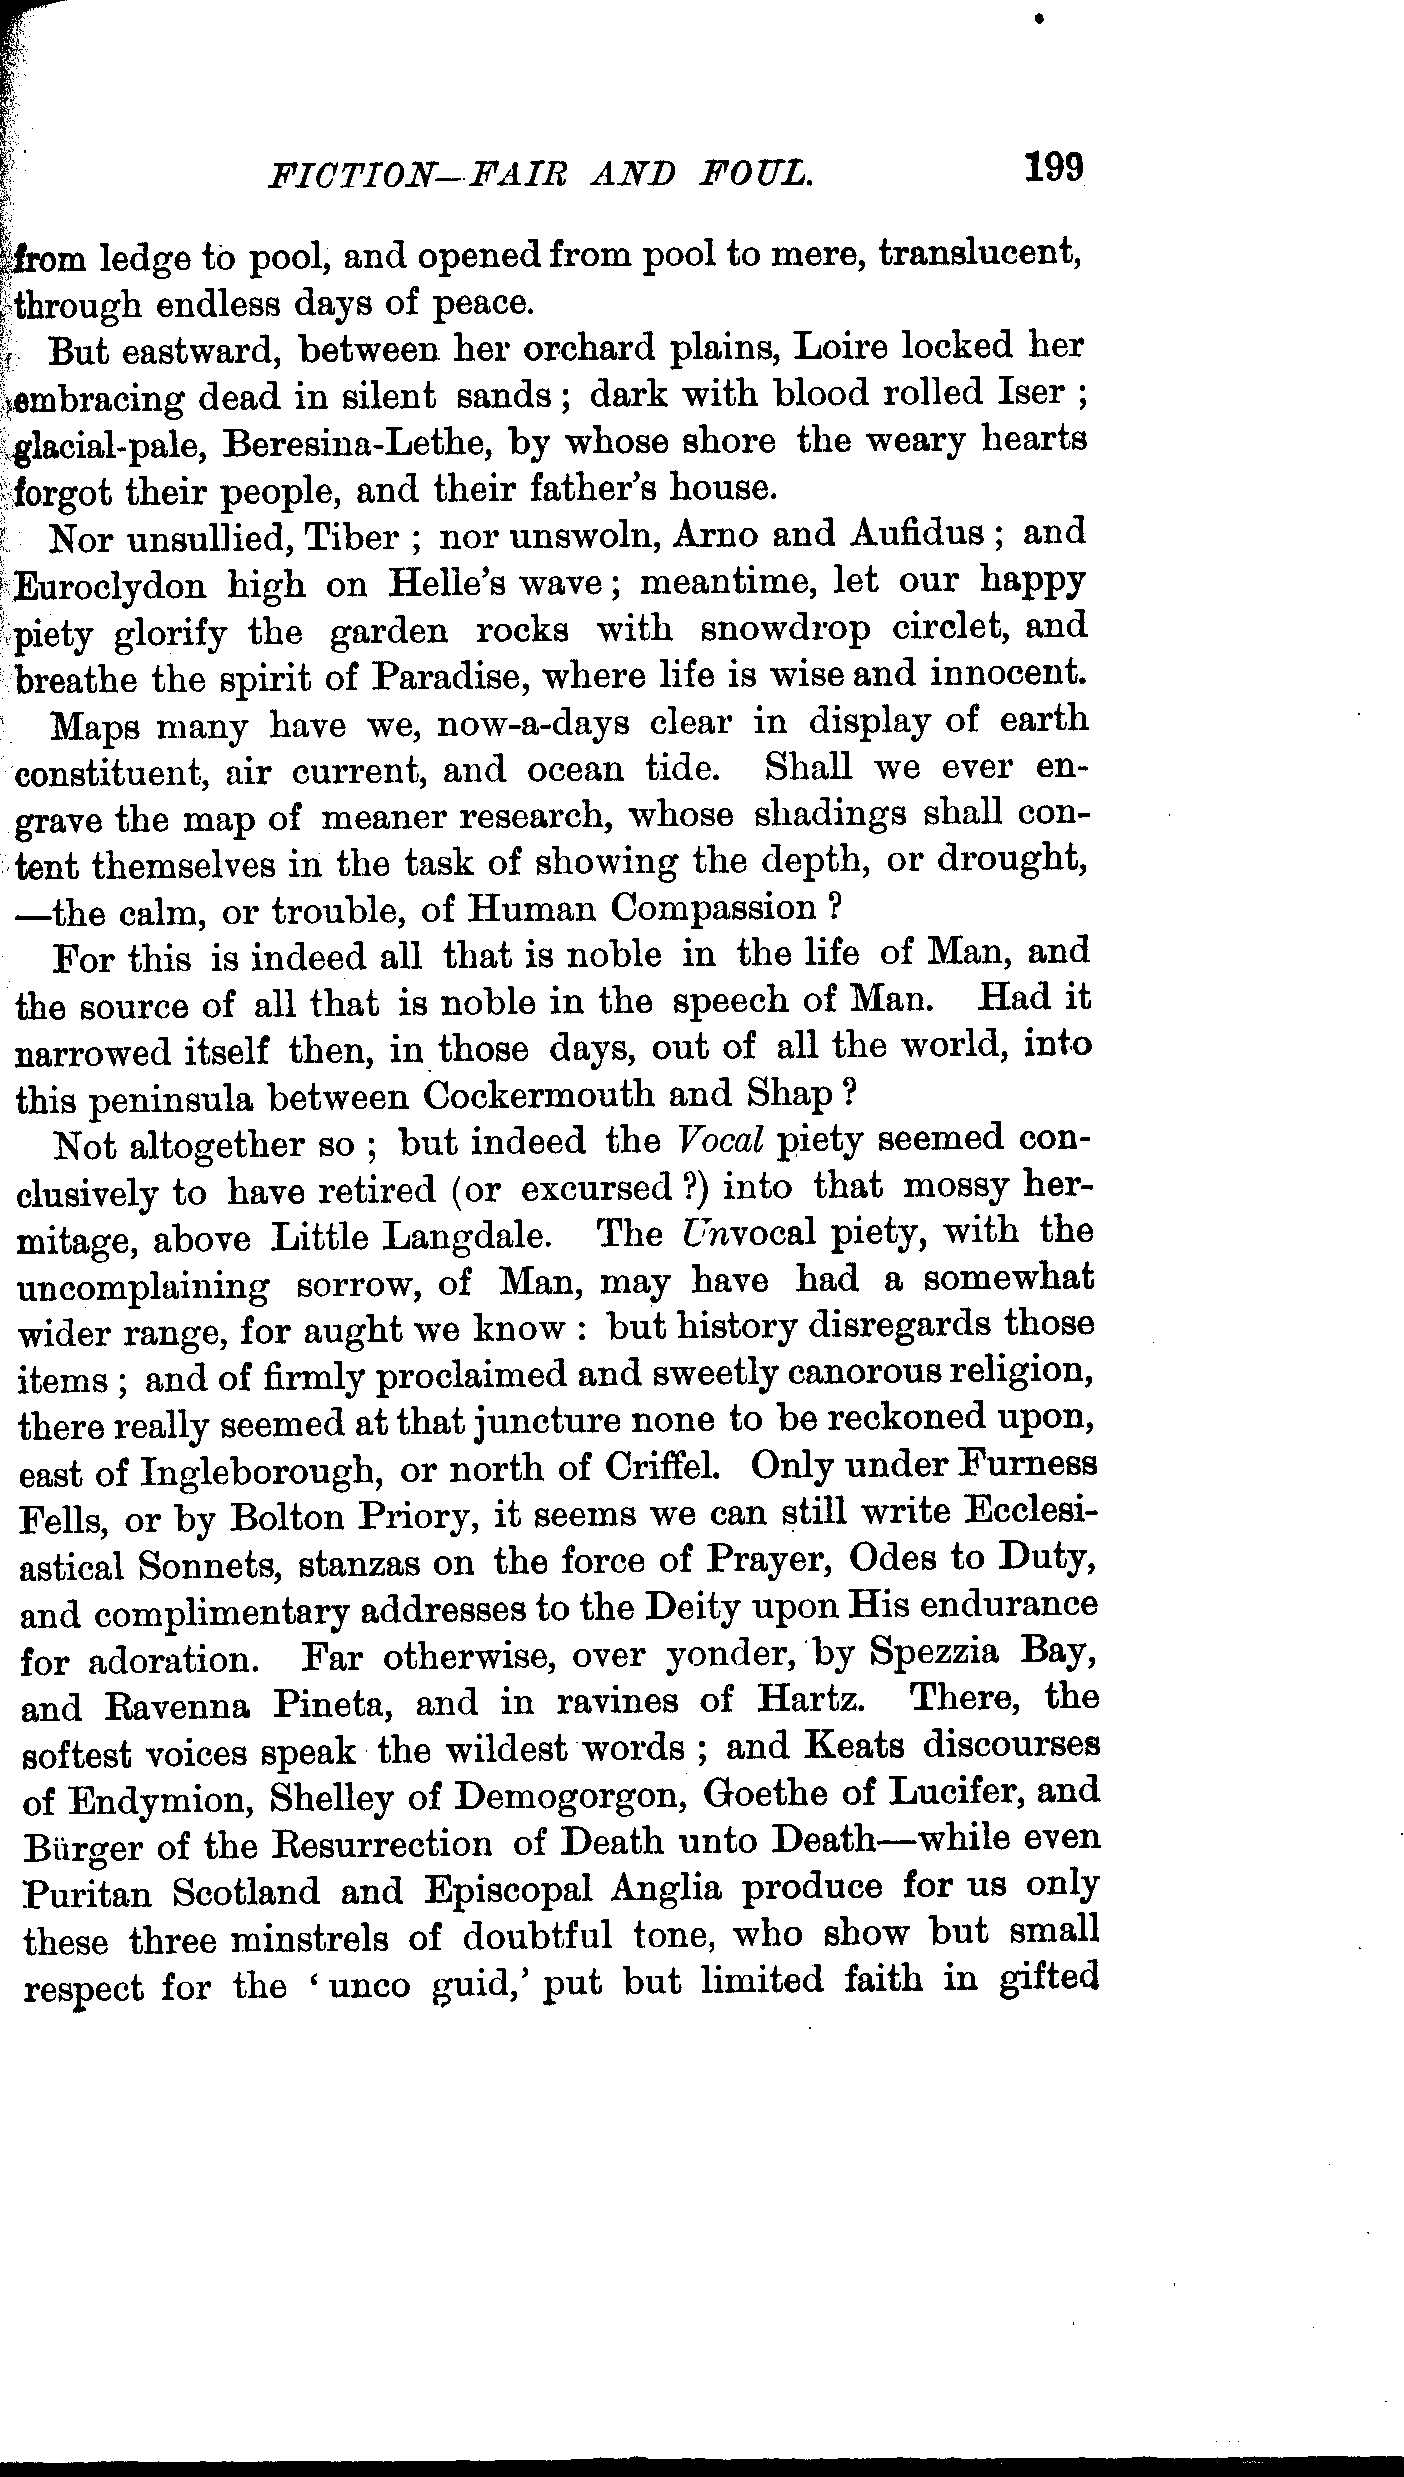 FICTION—FAIR AND FOUL. 199
from ledge to pool, and opened from pool to mere, translucent,
through endless days of peace.
But eastward, between her orchard plains, Loire locked her
embracing dead in silent sands; dark with blood rolled Iser;
glacial-pale, Beresina-Lethe, by whose shore the weary hearts
forgot their people, and their father's house.
Nor unsullied, Tiber; nor unswoln, Arno and Aufidus; and
Euroclydon high on Helle's wave; meantime, let our happy
piety glorify the garden rocks with snowdrop circlet, and
breathe the spirit of Paradise, where life is wise and innocent.
Maps many have we, now-a-days clear in display of earth
constituent, air current, and ocean tide. Shall we ever en-
grave the map of meaner research, whose shadings shall con-
tent themselves in the task of showing the depth, or drought,
—the calm, or trouble, of Human Compassion?
For this is indeed all that is noble in the life of Man, and
the source of all that is noble in the speech of Man. Had it
narrowed itself then, in those days, out of all the world, into
this peninsula between Cockermouth and Shap?
Not altogether so; but indeed the Vocal piety seemed con-
clusively to have retired (or excursed?) into that mossy her-
mitage, above Little Langdale. The Unvocal piety, with the
uncomplaining sorrow, of Man, may have had a somewhat
wider range, for aught we know: but history disregards those
items; and of firmly proclaimed and sweetly canorous religion,
there really seemed at that juncture none to be reckoned upon,
east of Ingleborough, or north of Criffel. Only under Furness
Fells, or by Bolton Priory, it seems we can still write Ecclesi-
astical Sonnets, stanzas on the force of Prayer, Odes to Duty,
and complimentary addresses to the Deity upon His endurance
for adoration. Far otherwise, over yonder, by Spezzia Bay,
and Ravenna Pineta, and in ravines of Hartz. There, the
softest voices speak the wildest words; and Keats discourses
of Endymion, Shelley of Demogorgon, Goethe of Lucifer, and
Bürger of the Resurrection of Death unto Death—while even
Puritan Scotland and Episcopal Anglia produce for us only
these three minstrels of doubtful tone, who show but small
respect for the 'unco guid,' put but limited faith in gifted